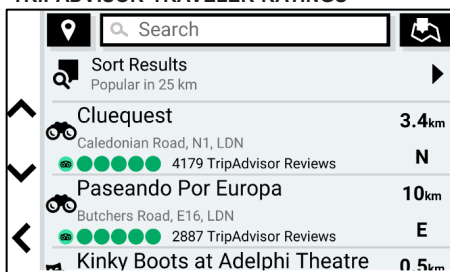 TRIPADVISOR TRAVELER RATINGS
Search
Sort Results
Popular in 25 km
Cluequest
3.4km
Caledonian Road, N1, LDN
N
4179 TripAdvisor Reviews
Paseando Por Europa
10km
Butchers Road, E16, LDN
E
2887 TripAdvisor Reviews
Kinky Boots at Adelphi Theatre
0.5km